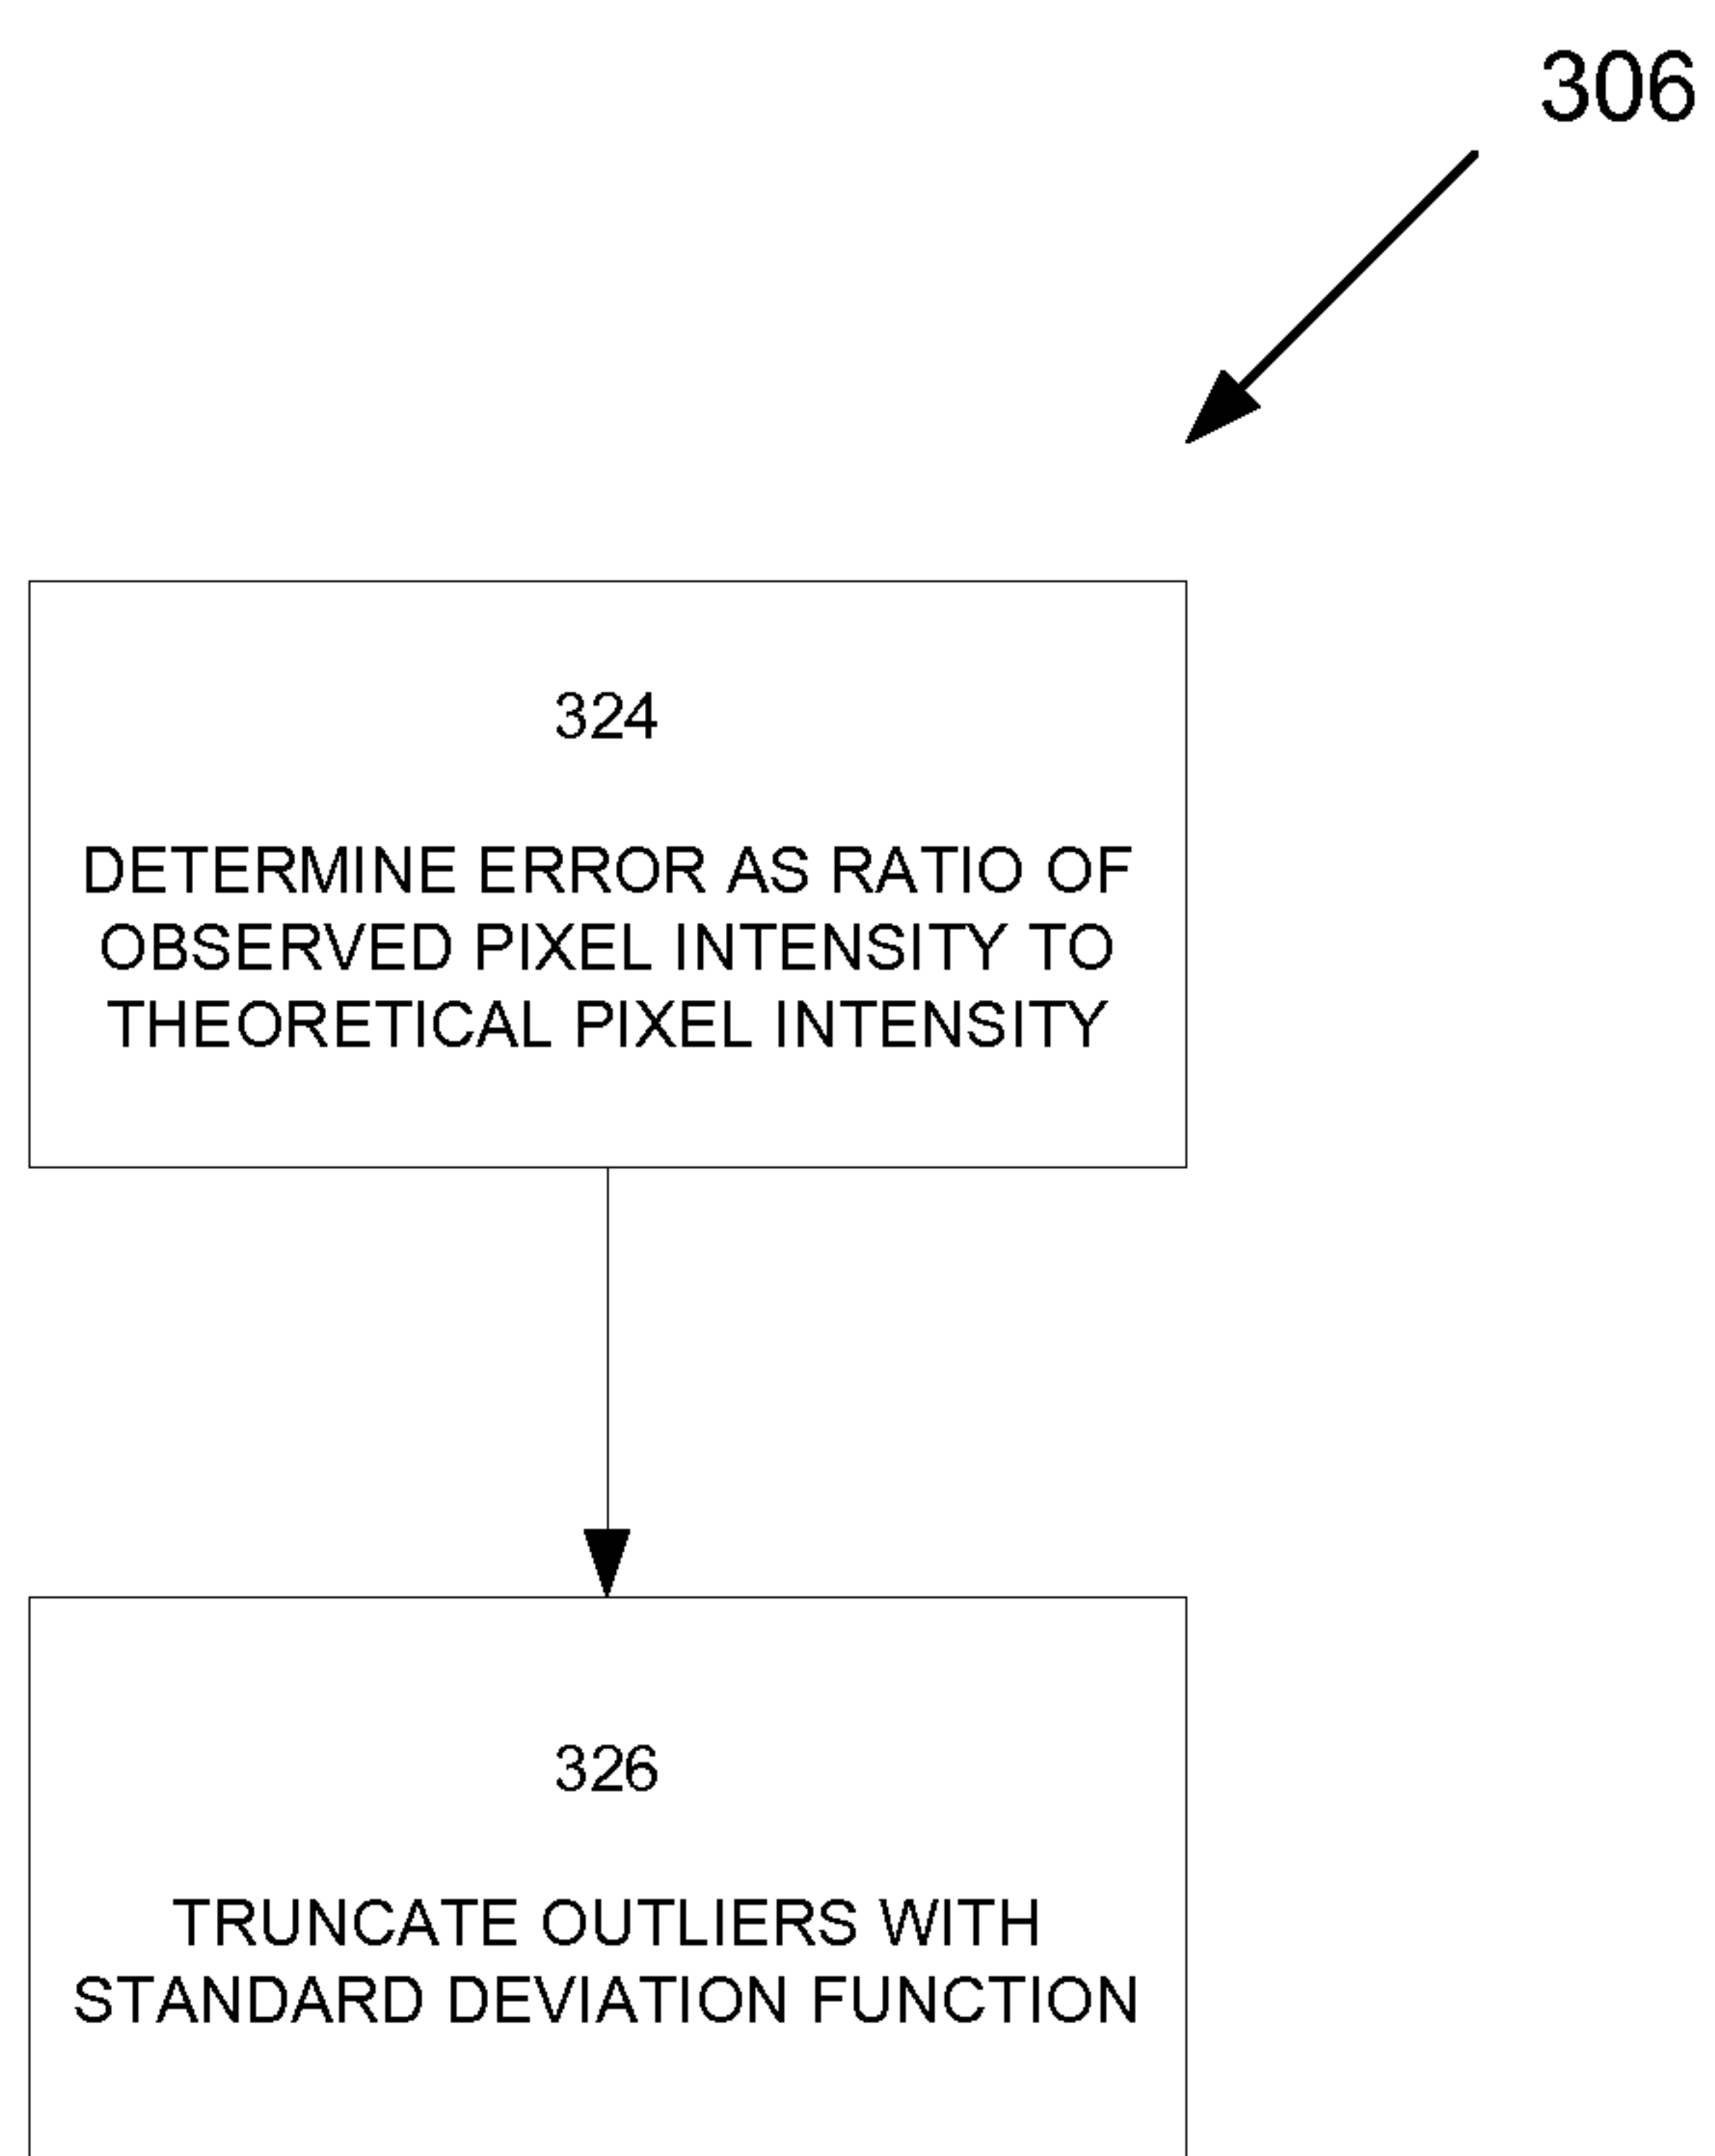 306
324
DETERMINE ERROR AS RATIO OF
OBSERVED PIXEL INTENSITY TO
THEORETICAL PIXEL INTENSITY
326
TRUNCATE OUTLIERS WITH
STANDARD DEVIATION FUNCTION